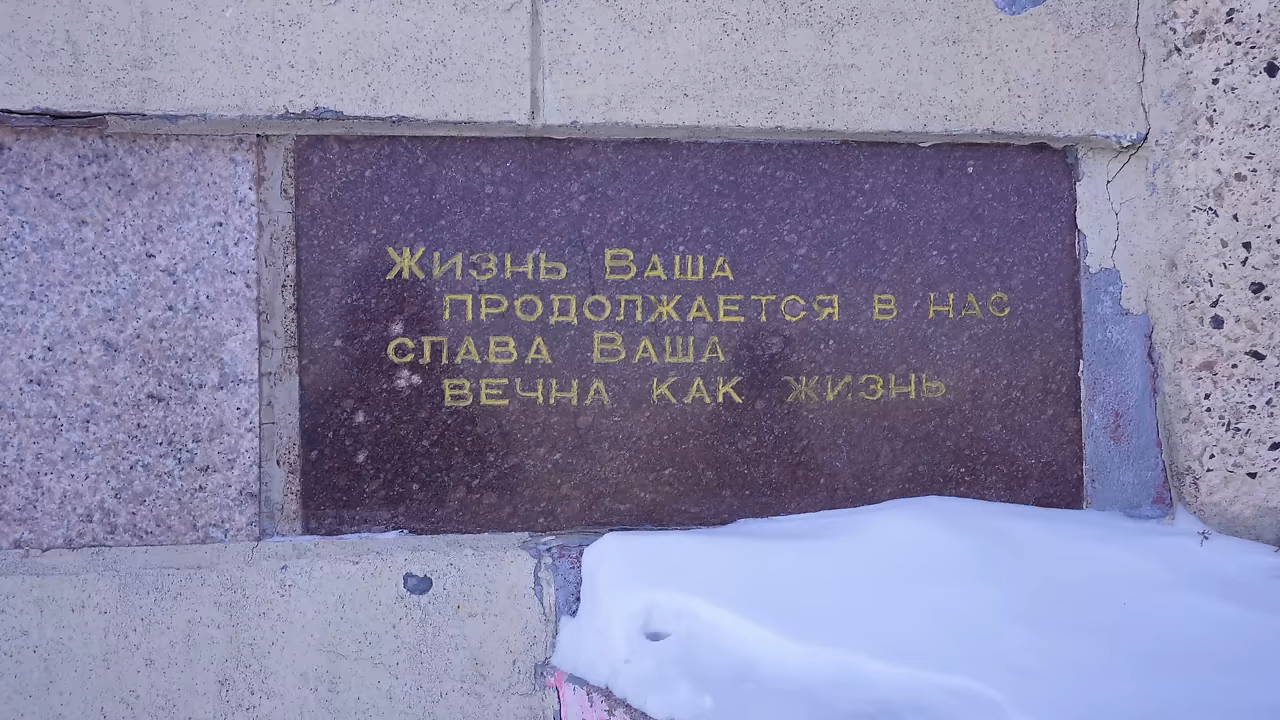 Жизнь Ваша
продолжается в нас
слава Ваша
вечна как жизнь